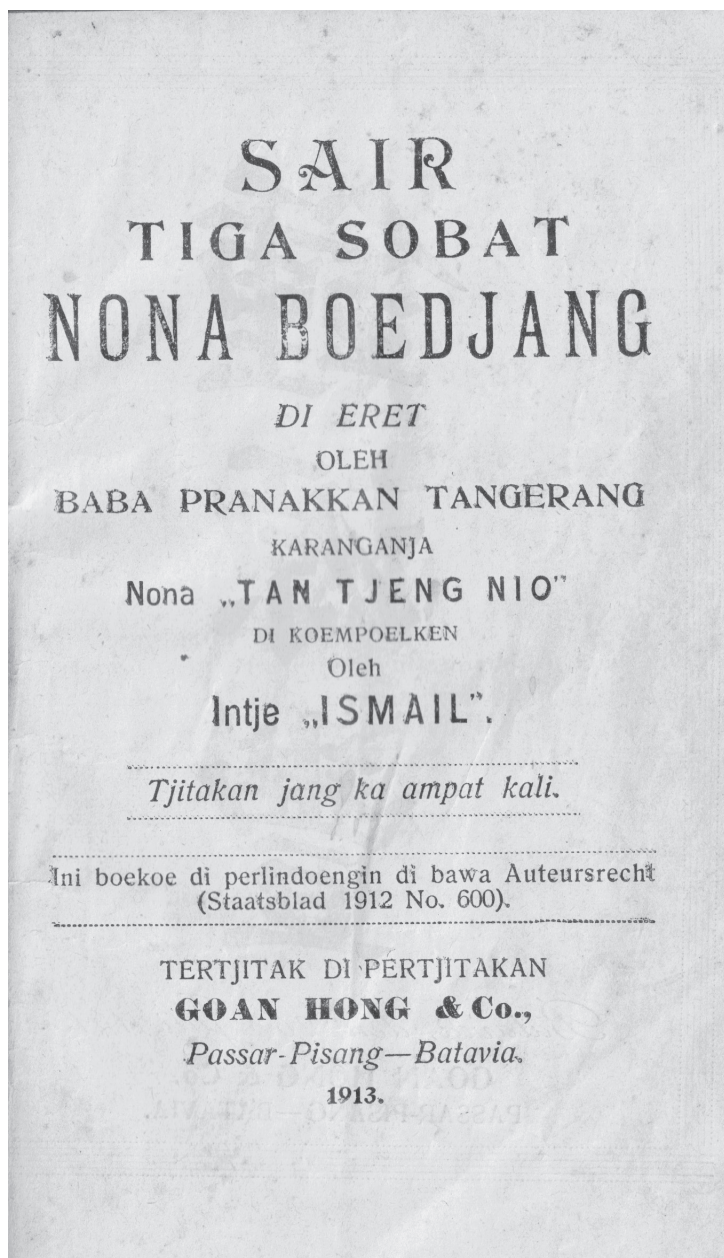 SAIR
TIGA SOBAT
NONA BOEDJANG
DI ERET
OLEH
BABA PRANAKKAN TANGERANG
KARANGANJA
Nona „TAN TJENG NIO”
DI KOEMPOELKEN
Oleh
Intje „ISMAIL”.
Tjitakan jang ka ampat kali.
Ini boekoe di perlindoengin di bawa Auteursrecht
(Staatsblad 1912 No. 600).
TERTJITAK DI PERTJITAKAN
GOAN HONG & Co.,
Passar-Pisang—Batavia.
1913.